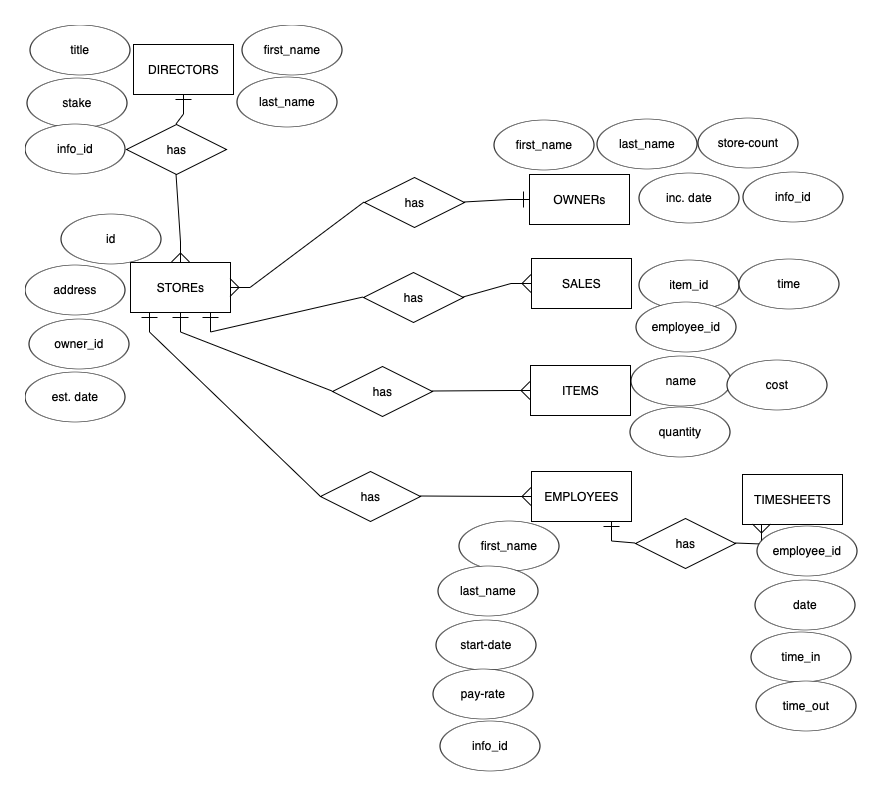 title
DIRECTORS
first_name
stake
last_name
info_id
has
first_name
last_name
store-count
has
OWNERs
inc. date
info_id
id
address
STOREs
has
SALES
item_id
time
employee_id
owner_id
est. date
has
ITEMS
name
cost
quantity
has
EMPLOYEES
TIMESHEETS
first_name
has
employee_id
last_name
date
start-date
time_in
pay-rate
time_out
info_id